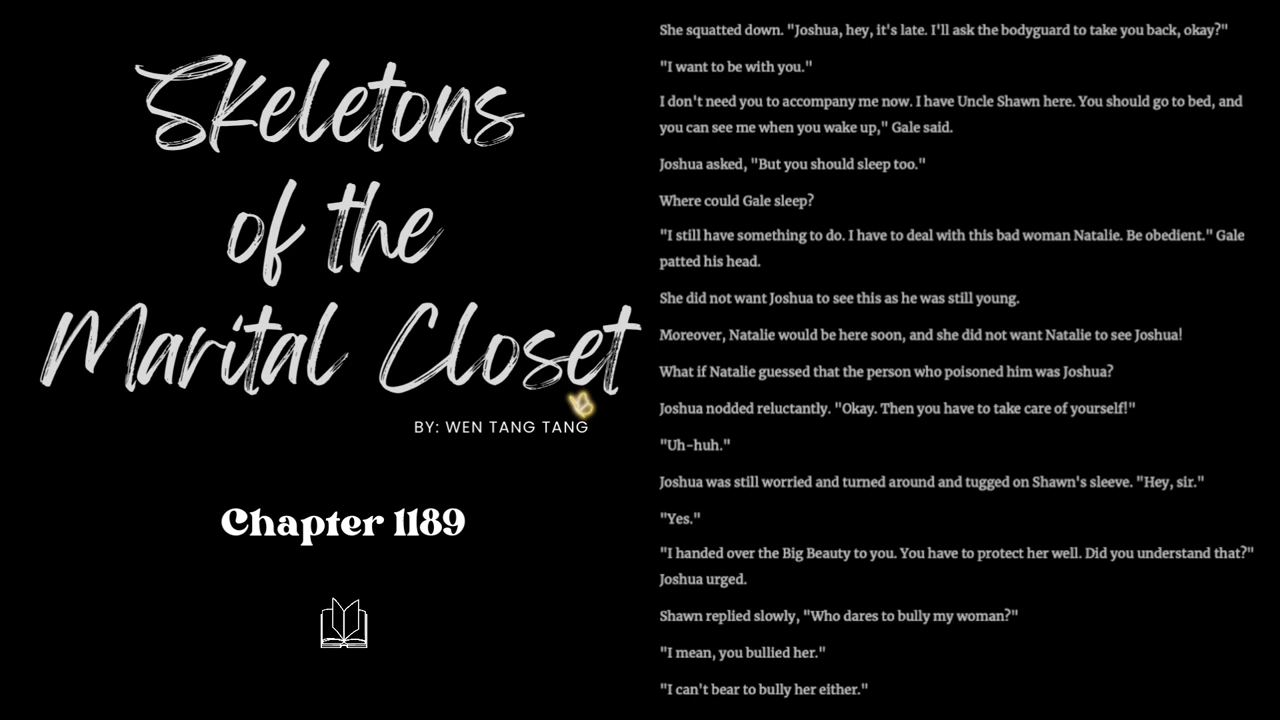 Skeletons
of the
Marital Closet
BY: WEN TANG TANG
Chapter 1189
She squatted down. "Joshua, hey, it's late. I'll ask the bodyguard to take you back, okay?"
"I want to be with you."
I don't need you to accompany me now. I have Uncle Shawn here. You should go to bed, and
you can see me when you wake up," Gale said.
Joshua asked, "But you should sleep too."
Where could Gale sleep?
"I still have something to do. I have to deal with this bad woman Natalie. Be obedient." Gale
patted his head.
She did not want Joshua to see this as he was still young.
Moreover, Natalie would be here soon, and she did not want Natalie to see Joshua!
What if Natalie guessed that the person who poisoned him was Joshua?
Joshua nodded reluctantly. "Okay. Then you have to take care of yourself!"
"Uh-huh."
Joshua was still worried and turned around and tugged on Shawn's sleeve. "Hey, sir."
"Yes."
"I handed over the Big Beauty to you. You have to protect her well. Did you understand that?"
Joshua urged.
Shawn replied slowly, "Who dares to bully my woman?"
"I mean, you bullied her."
"I can't bear to bully her either."